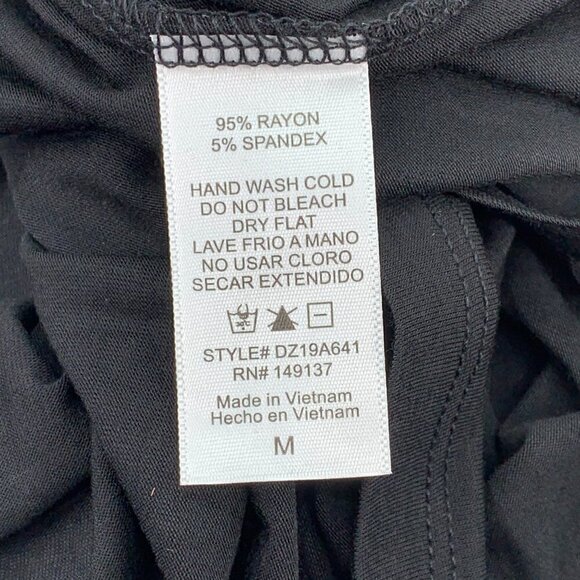 95% RAYON
5% SPANDEX
HAND WASH COLD
DO NOT BLEACH
DRY FLAT
LAVE FRIO A MANO
NO USAR CLORO
SECAR EXTENDIDO
STYLE# DZ19A641
RN# 149137
Made in Vietnam
Hecho en Vietnam
M